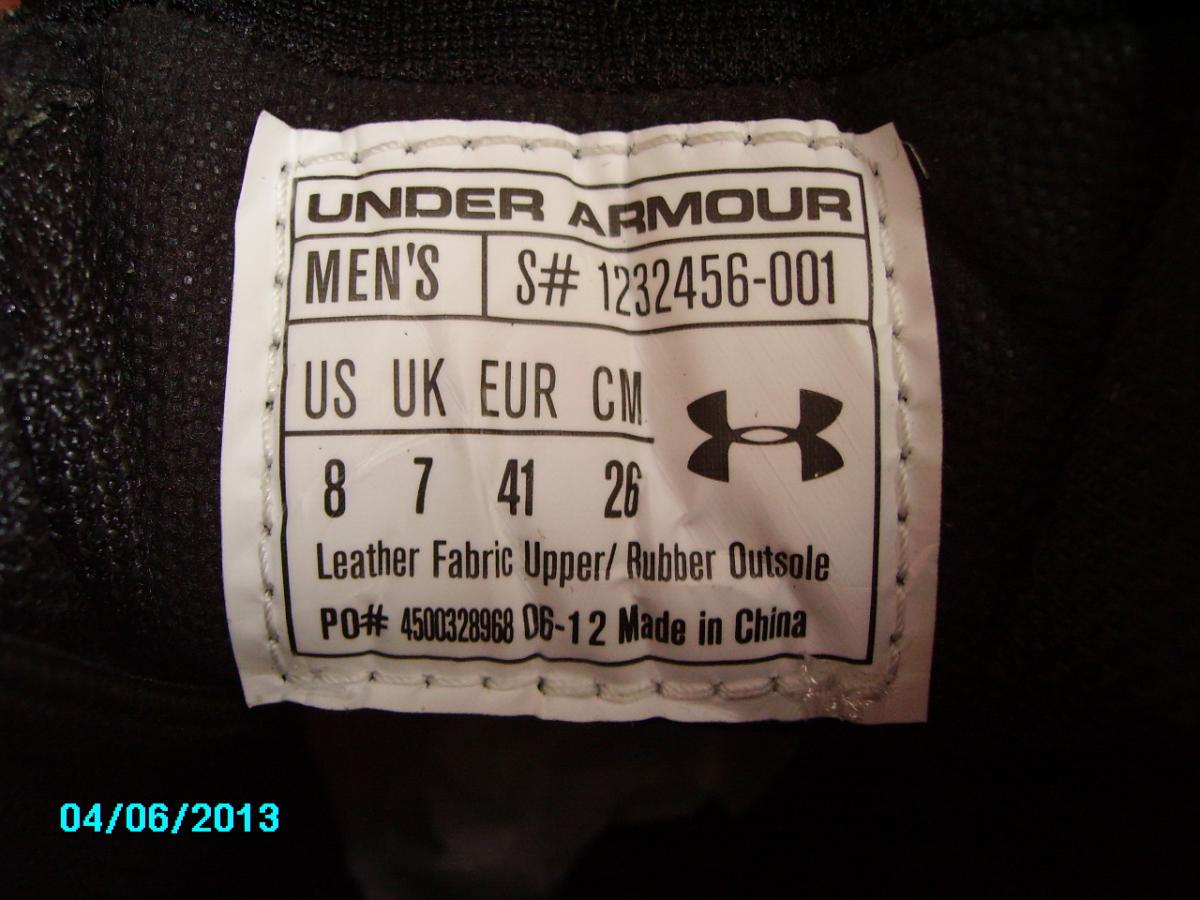 UNDER ARMOUR
MEN'S S# 1232456-001
US UK EUR CM
8 7 41 26
Leather Fabric Upper/ Rubber Outsole
PO# 4500328968 06-12 Made in China
04/06/2013